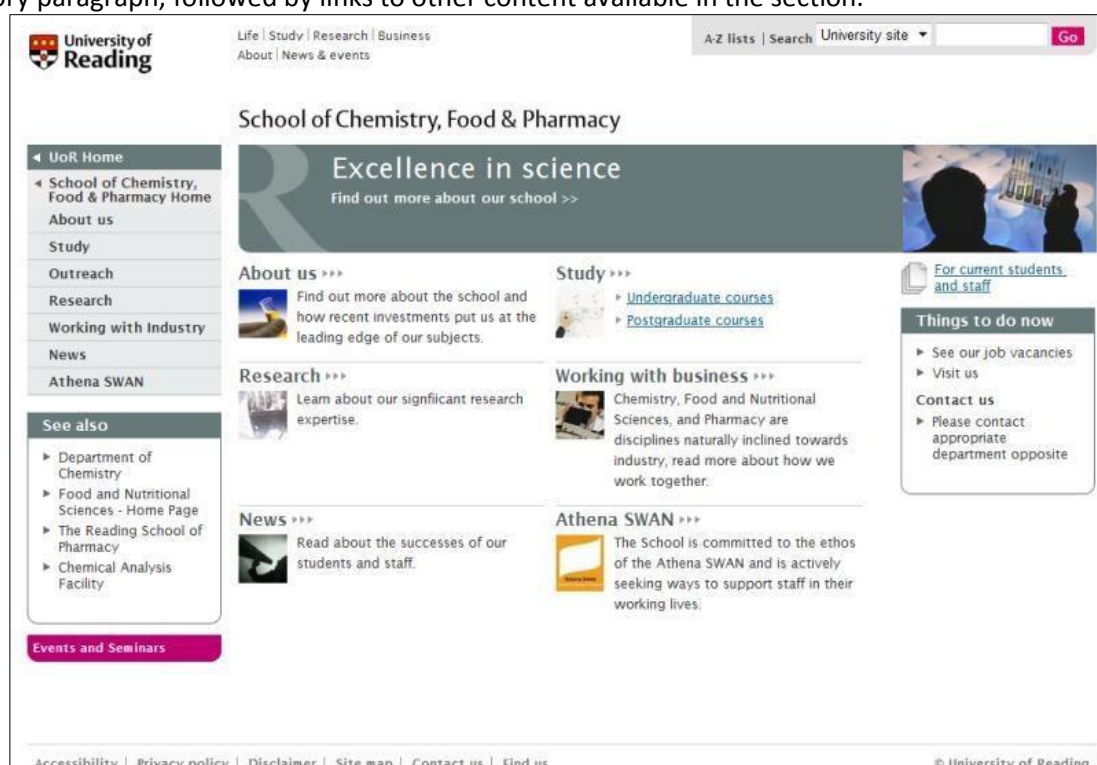 ory paragraph, followed by links to other content available in the section.
University of
Reading
Life | Study | Research | Business
About | News & events
A-Z lists | Search University site Go
School of Chemistry, Food & Pharmacy
UoR Home
School of Chemistry,
Food & Pharmacy Home
About us
Study
Outreach
Research
Working with Industry
News
Athena SWAN
See also
Department of
Chemistry
Food and Nutritional
Sciences - Home Page
The Reading School of
Pharmacy
Chemical Analysis
Facility
Events and Seminars
Excellence in science
Find out more about our school >>
About us
Find out more about the school and
how recent investments put us at the
leading edge of our subjects.
Study
Undergraduate courses
Postgraduate courses
Research
Learn about our signfiicant research
expertise.
Working with business
Chemistry, Food and Nutritional
Sciences, and Pharmacy are
disciplines naturally inclined towards
industry, read more about how we
work together.
News
Read about the successes of our
students and staff.
Athena SWAN
The School is committed to the ethos
of the Athena SWAN and is actively
seeking ways to support staff in their
working lives.
For current students
and staff
Things to do now
See our job vacancies
Visit us
Contact us
Please contact
appropriate
department opposite
Accessibility | Privacy policy | Disclaimer | Site map | Contact us | Find us
© University of Reading